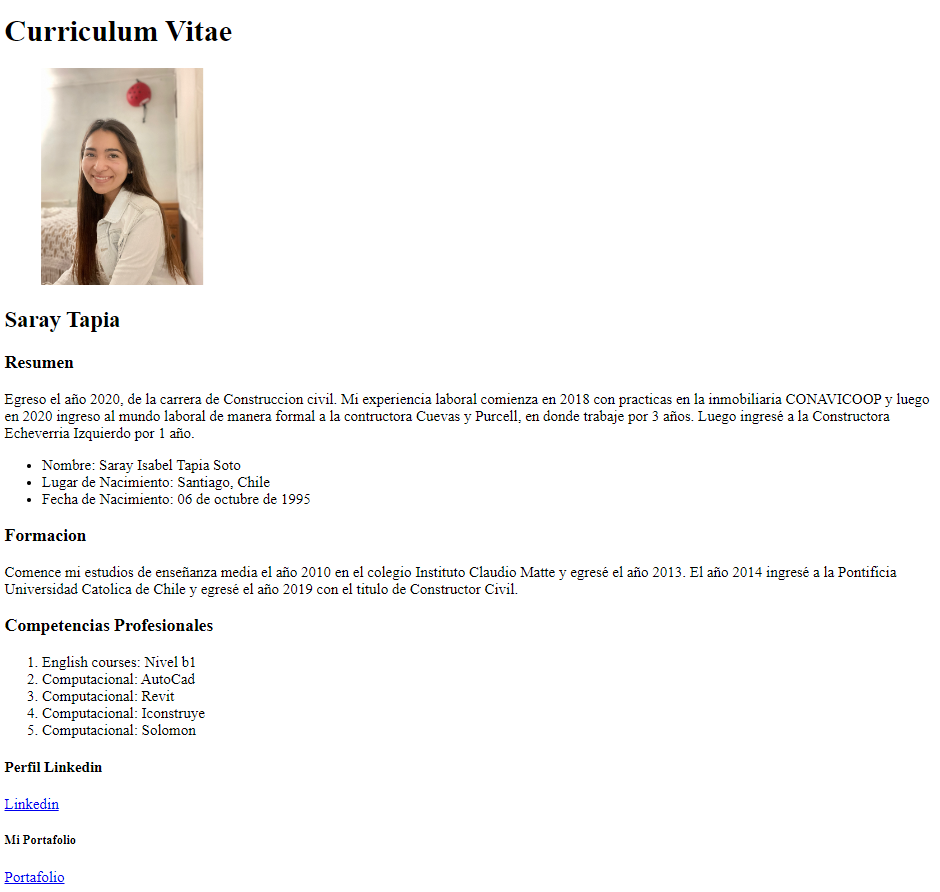 Curriculum Vitae
Saray Tapia
Resumen
Egreso el año 2020, de la carrera de Construccion civil. Mi experiencia laboral comienza en 2018 con practicas en la inmobiliaria CONAVICOOP y luego
en 2020 ingreso al mundo laboral de manera formal a la contructora Cuevas y Purcell, en donde trabaje por 3 años. Luego ingresé a la Constructora
Echeverria Izquierdo por 1 año.
• Nombre: Saray Isabel Tapia Soto
• Lugar de Nacimiento: Santiago, Chile
• Fecha de Nacimiento: 06 de octubre de 1995
Formacion
Comence mi estudios de enseñanza media el año 2010 en el colegio Instituto Claudio Matte y egresé el año 2013. El año 2014 ingresé a la Pontificia
Universidad Catolica de Chile y egresé el año 2019 con el titulo de Constructor Civil.
Competencias Profesionales
1. English courses: Nivel b1
2. Computacional: AutoCad
3. Computacional: Revit
4. Computacional: Iconstruye
5. Computacional: Solomon
Perfil Linkedin
Linkedin
Mi Portafolio
Portafolio